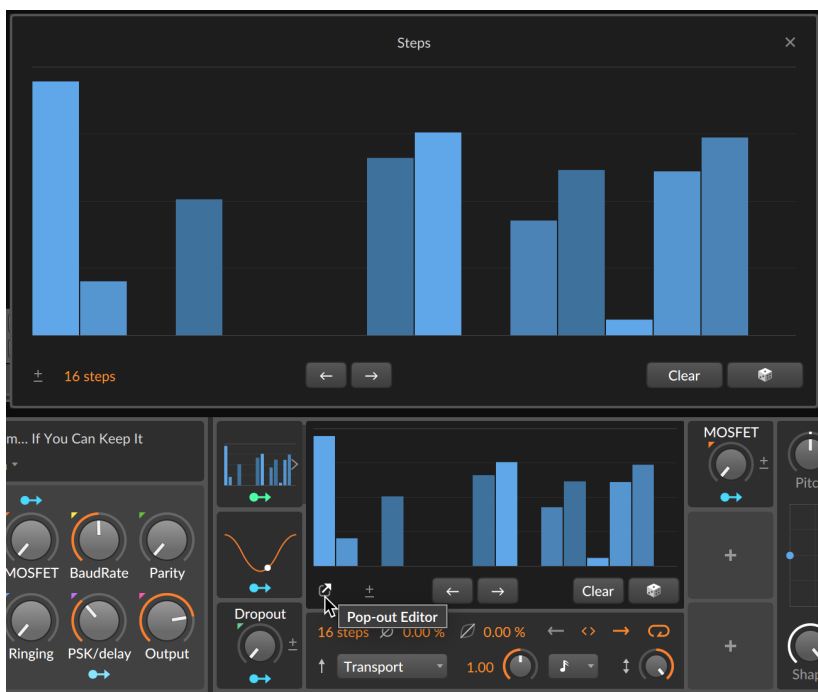 Steps
16 steps
Clear
m... If You Can Keep It
MOSFET
Pitc
MOSFET BaudRate Parity
Clear
Dropout
Pop-out Editor
16 steps 0.00 % 0.00 %
Ringing PSK/delay Output
Transport 1.00
Shap